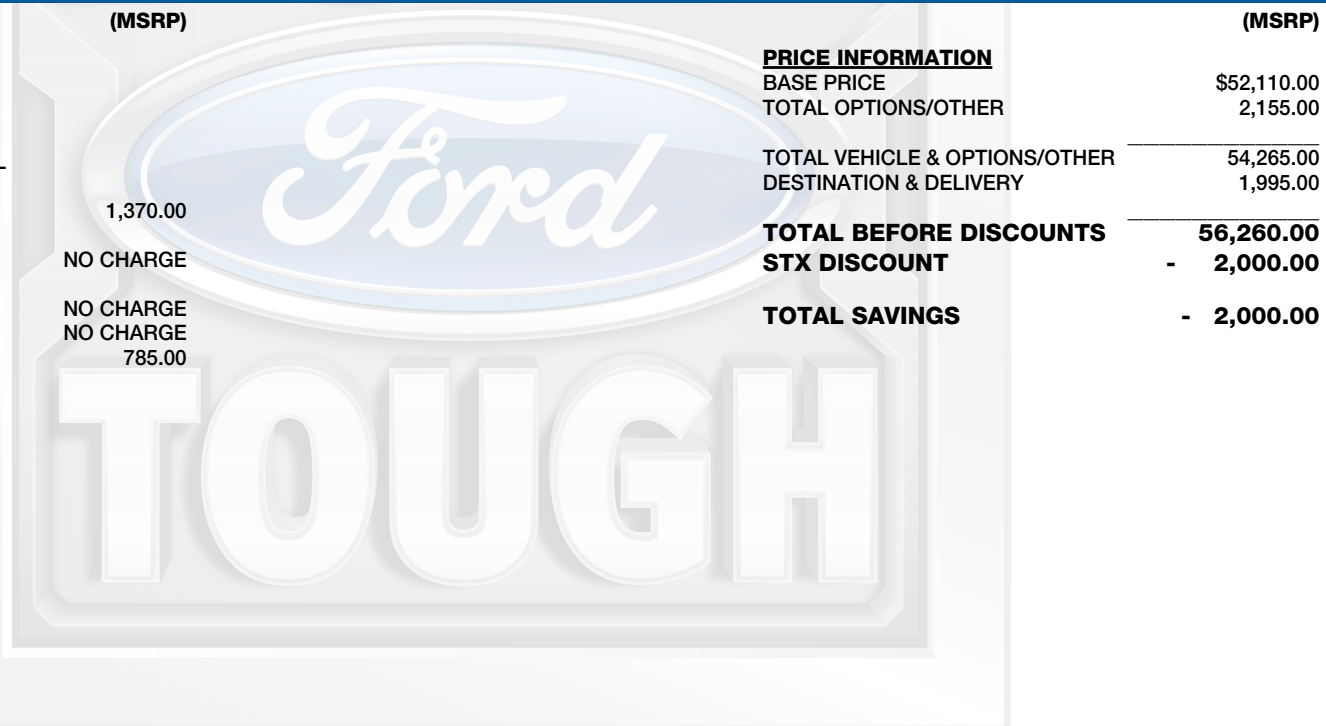 (MSRP)
1,370.00
NO CHARGE
NO CHARGE
NO CHARGE
785.00
(MSRP)
PRICE INFORMATION
BASE PRICE $52,110.00
TOTAL OPTIONS/OTHER 2,155.00
TOTAL VEHICLE & OPTIONS/OTHER 54,265.00
DESTINATION & DELIVERY 1,995.00
TOTAL BEFORE DISCOUNTS 56,260.00
STX DISCOUNT - 2,000.00
TOTAL SAVINGS - 2,000.00
Ford
TOUGH